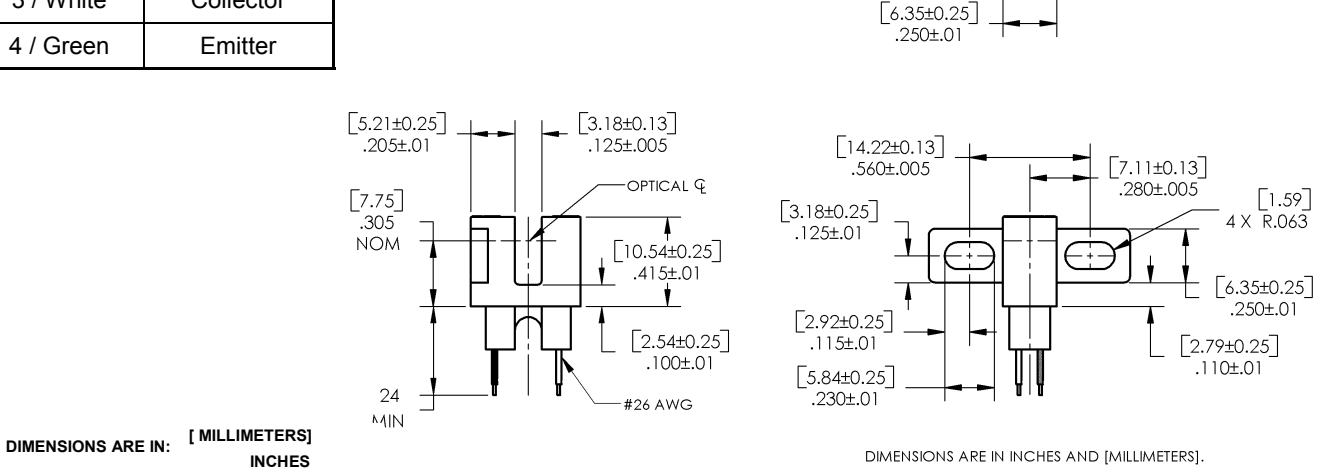 3 / White Collector
4 / Green Emitter
[6.35±0.25]
.250±.01
[5.21±0.25]
.205±.01
[3.18±0.13]
.125±.005
OPTICAL ℄
[7.75]
.305
NOM
[10.54±0.25]
.415±.01
[2.54±0.25]
.100±.01
24
MIN
#26 AWG
[14.22±0.13]
.560±.005
[7.11±0.13]
.280±.005
[1.59]
4 X R.063
[3.18±0.25]
.125±.01
[6.35±0.25]
.250±.01
[2.92±0.25]
.115±.01
[2.79±0.25]
.110±.01
[5.84±0.25]
.230±.01
DIMENSIONS ARE IN: [ MILLIMETERS]
INCHES
DIMENSIONS ARE IN INCHES AND [MILLIMETERS].